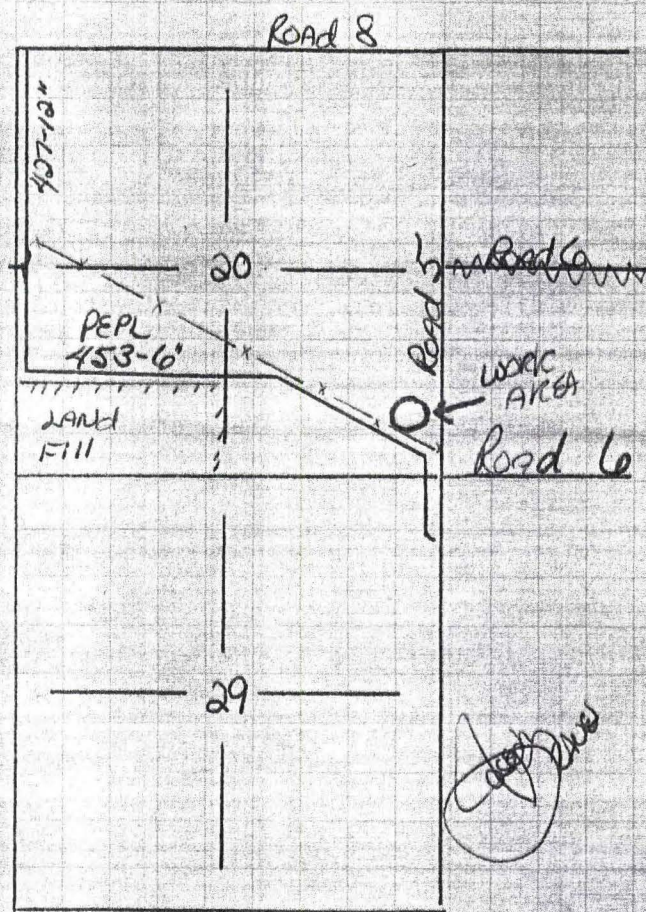 Road 8
427-12"
20
Road 5
Road 6
PEPL
453-6"
WORK
AREA
LAND
Fill
Road 6
29